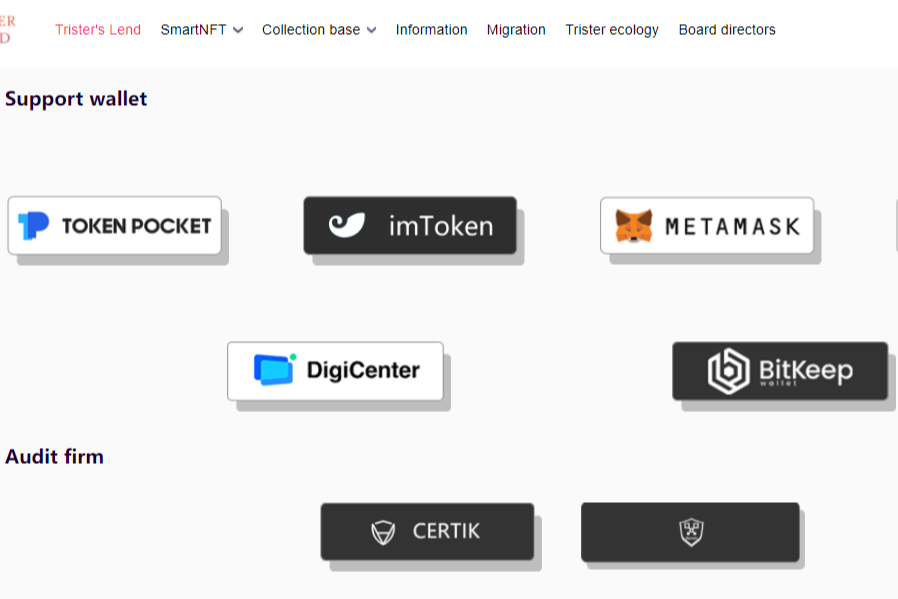 ER
D
Trister's Lend SmartNFT Collection base Information Migration Trister ecology Board directors
Support wallet
TOKEN POCKET imToken METAMASK
DigiCenter BitKeep
wallet
Audit firm
CERTIK